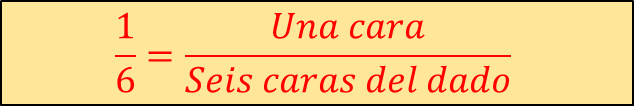 1/6 = Una cara / Seis caras del dado